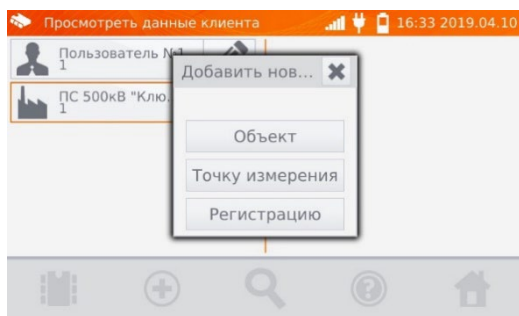 Просмотреть данные клиента 16:33 2019.04.10
Пользователь №1
1
Добавить нов...
ПС 500кВ "Клю.
1
Объект
Точку измерения
Регистрацию